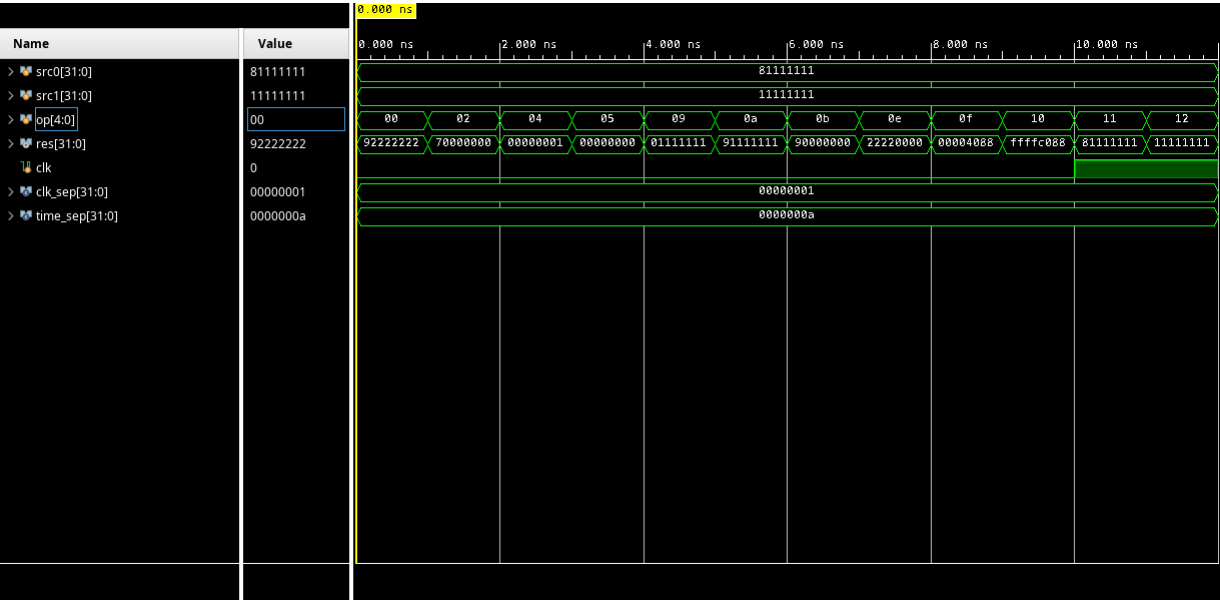 0.000 ns
Name Value 0.000 ns 2.000 ns 4.000 ns 6.000 ns 8.000 ns 10.000 ns
src0[31:0] 81111111 81111111
src1[31:0] 11111111 11111111
op[4:0] 00 00 02 04 05 09 0a 0b 0e 0f 10 11 12
res[31:0] 92222222 92222222 70000000 00000001 00000000 01111111 91111111 90000000 22220000 00004088 ffffc088 81111111 11111111
clk 0
clk_sep[31:0] 00000001 00000001
time_sep[31:0] 0000000a 0000000a